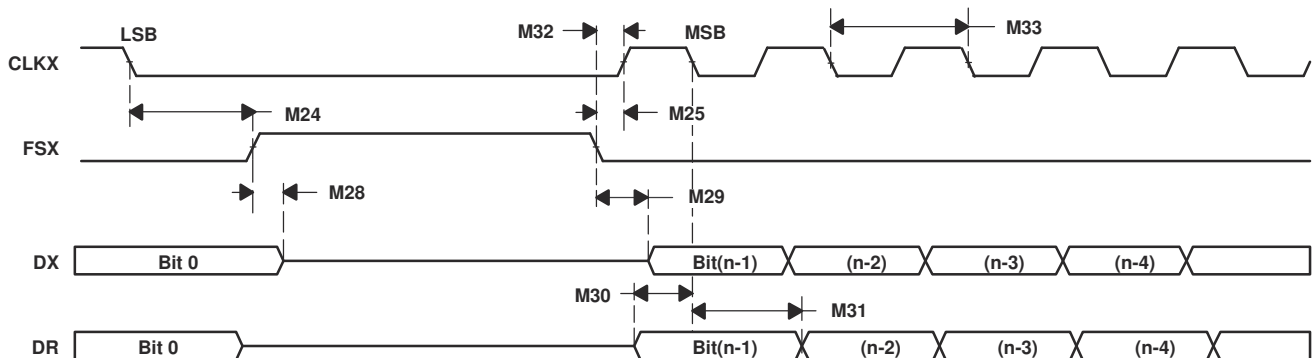 LSB
M32
MSB
M33
CLKX
M24
M25
FSX
M28
M29
DX
Bit 0
Bit(n-1)
(n-2)
(n-3)
(n-4)
M30
M31
DR
Bit 0
Bit(n-1)
(n-2)
(n-3)
(n-4)